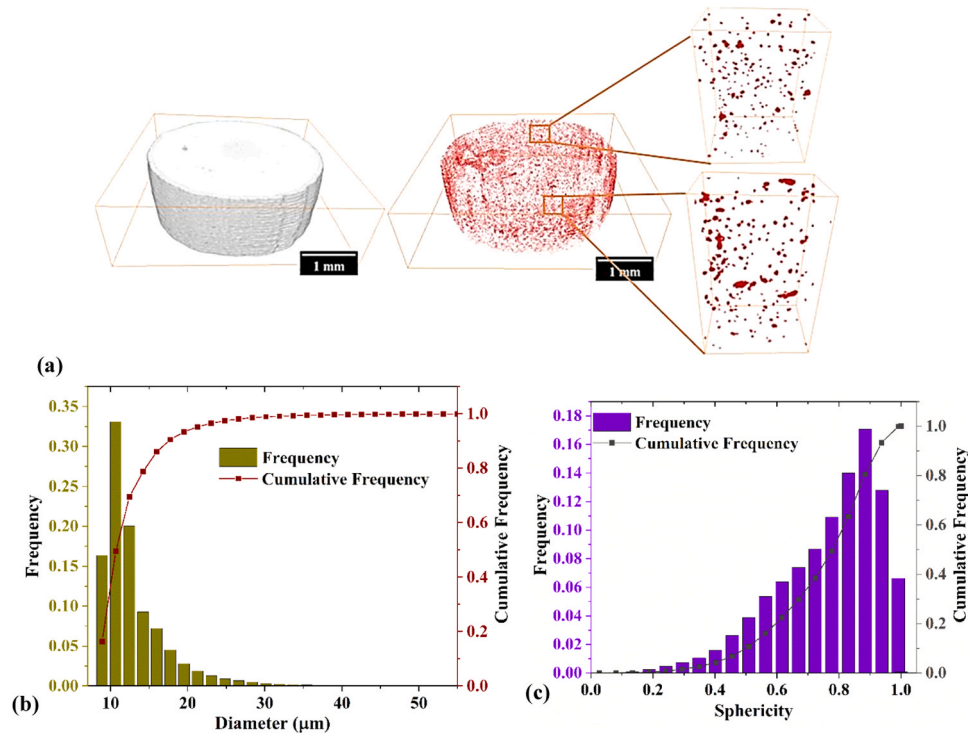 1 mm
1 mm
(a)
0.35
0.30
0.25
0.20
0.15
0.10
0.05
0.00
Frequency
Frequency
Cumulative Frequency
1.0
0.8
0.6
0.4
0.2
0.0
Cumulative Frequency
10
20
30
40
50
Diameter (μm)
(b)
0.18
0.16
0.14
0.12
0.10
0.08
0.06
0.04
0.02
0.00
Frequency
Frequency
Cumulative Frequency
1.0
0.8
0.6
0.4
0.2
0.0
Cumulative Frequency
0.0
0.2
0.4
0.6
0.8
1.0
Sphericity
(c)